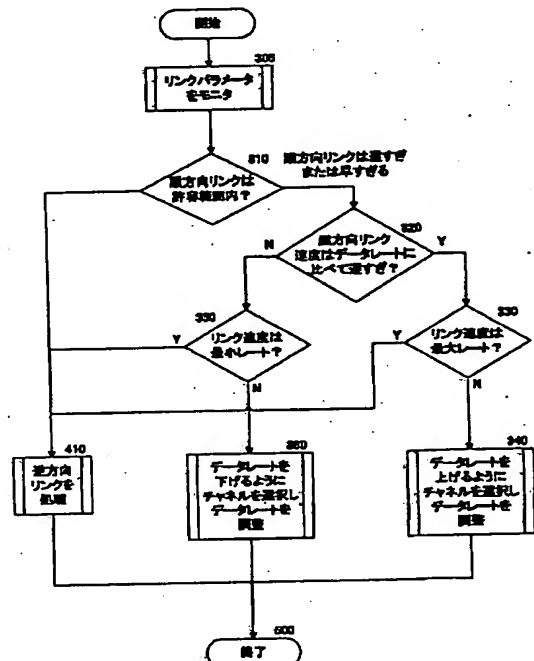 開始
305
リンクパラメータ
をモニタ
310
順方向リンクは遅すぎ
または早すぎる
順方向リンクは
許容範囲内?
320
N
Y
順方向リンク
速度はデータレートに
比べて遅すぎ?
Y
リンク速度は
最小レート?
N
330
Y
リンク速度は
最大レート?
N
410
逆方向
リンクを
処理
データレートを
下げるように
チャネルを選択し
データレートを
調整
340
データレートを
上げるように
チャネルを選択し
データレートを
調整
終了